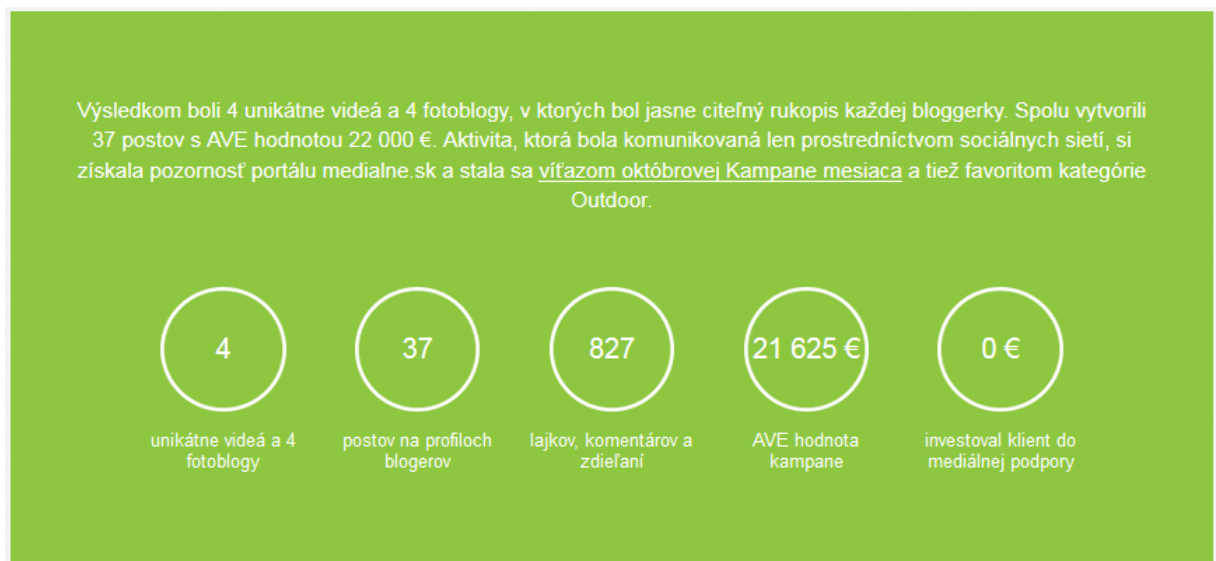 Výsledkom boli 4 unikátne videá a 4 fotoblogy, v ktorých bol jasne citeľný rukopis každej bloggerky. Spolu vytvorili
37 postov s AVE hodnotou 22 000 €. Aktivita, ktorá bola komunikovaná len prostredníctvom sociálnych sietí, si
získala pozornosť portálu medialne.sk a stala sa víťazom októbrovej Kampane mesiaca a tiež favoritom kategórie
Outdoor.
4
unikátne videá a 4
fotoblogy
37
postov na profiloch
blogerov
827
lajkov, komentárov a
zdieľaní
21 625 €
AVE hodnota
kampane
0 €
investoval klient do
mediálnej podpory